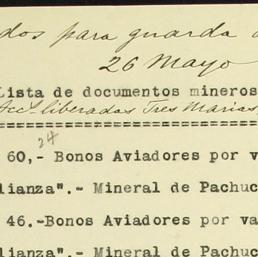 dos para guarda
26 Mayo
Lista de documentos mineros
Acc.s liberadas Tres Marias
24
60,- Bonos Aviadores por v
lianza".- Mineral de Pachuc
46.-Bonos Aviadores por va
lianza".- Mineral de Pachuc